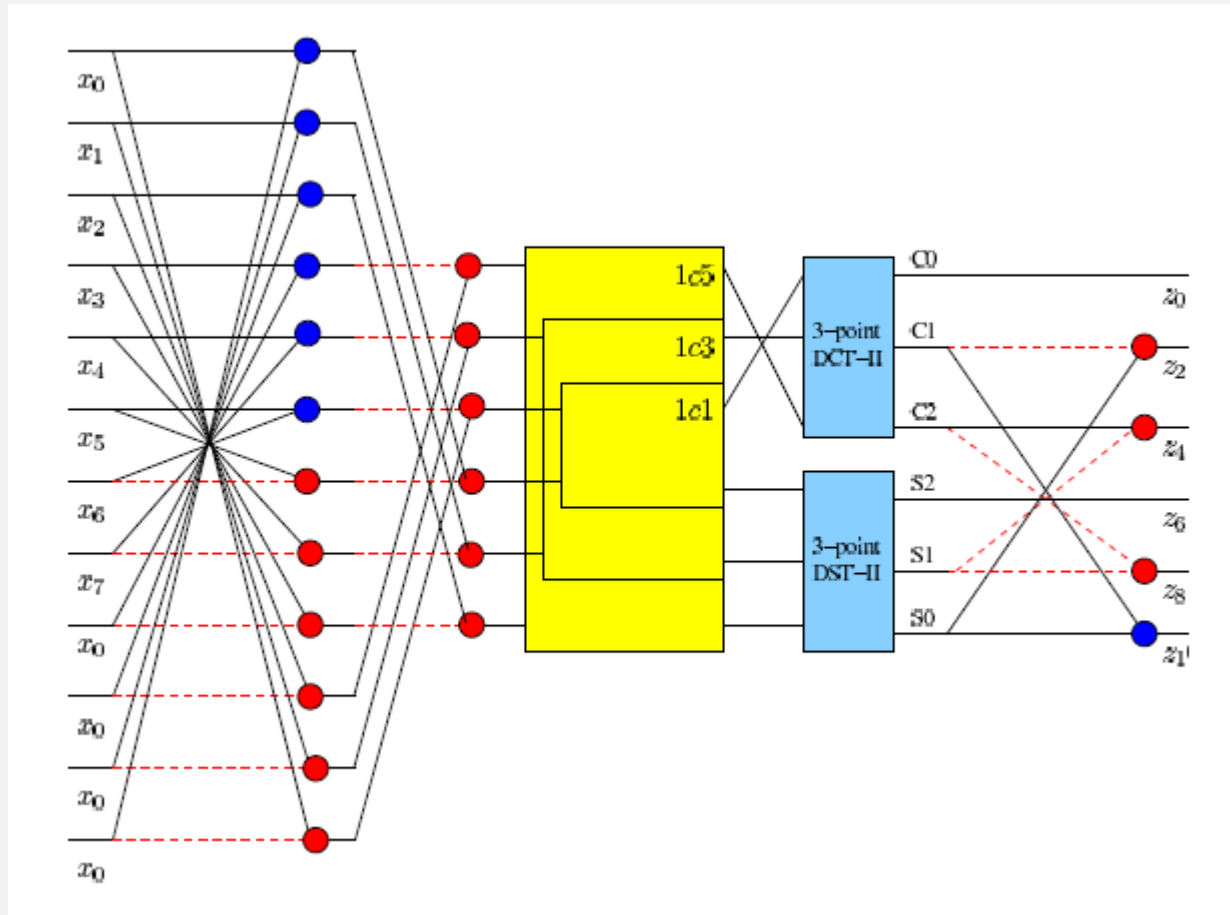 x₀
x₁
x₂
x₃
x₄
x₅
x₆
x₇
x₀
x₀
x₀
x₀
1c5
1c3
1c1
3-point
DCT-II
3-point
DST-II
C0
C1
C2
S2
S1
S0
z₀
z₂
z₄
z₆
z₈
z₁'